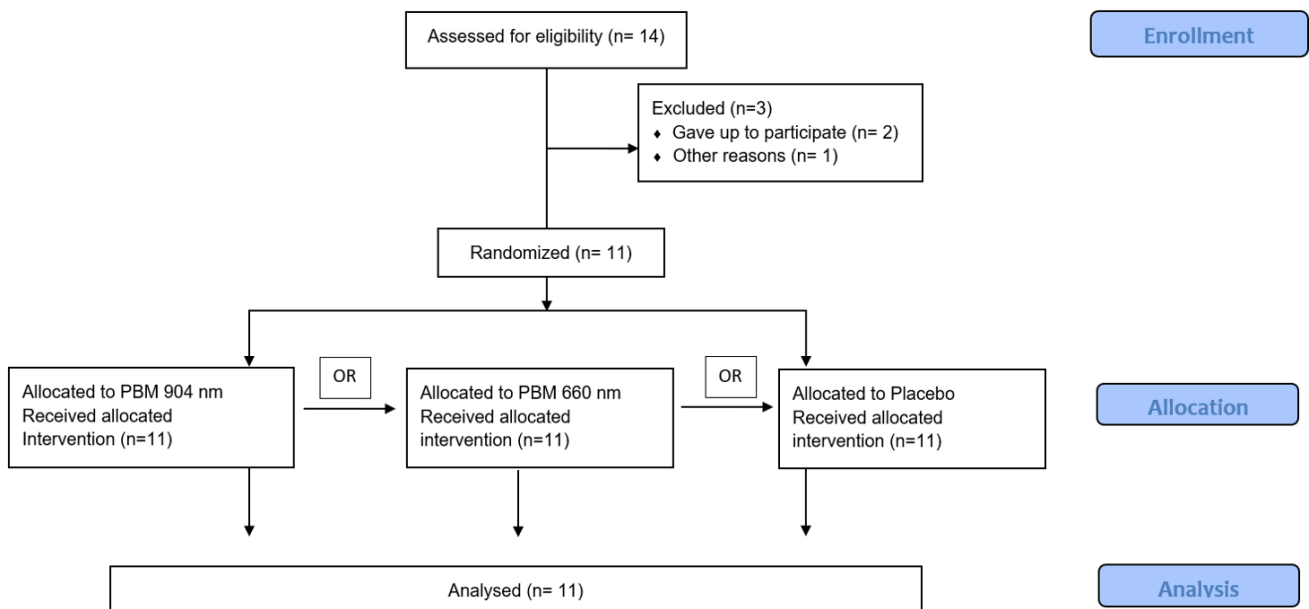 Assessed for eligibility (n= 14)
Enrollment
Excluded (n=3)
♦ Gave up to participate (n= 2)
♦ Other reasons (n= 1)
Randomized (n= 11)
Allocated to PBM 904 nm
Received allocated
Intervention (n=11)
OR
Allocated to PBM 660 nm
Received allocated
intervention (n=11)
OR
Allocated to Placebo
Received allocated
intervention (n=11)
Allocation
Analysed (n= 11)
Analysis